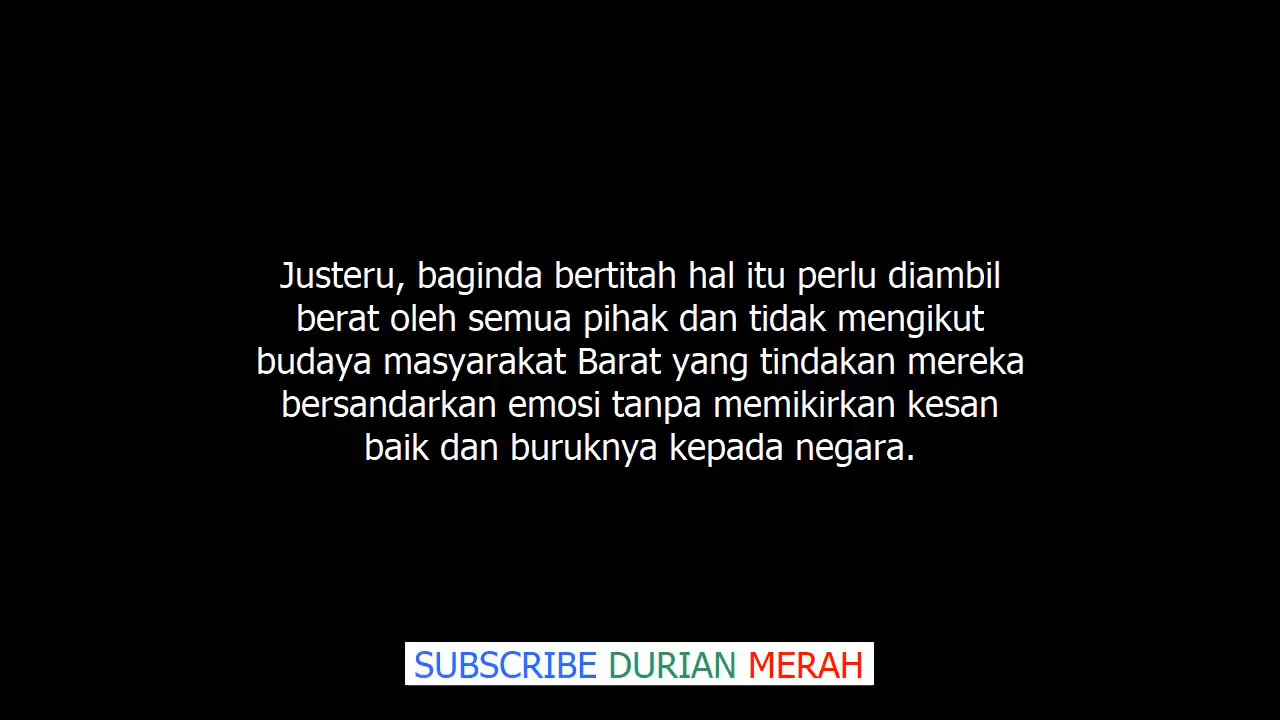 Justeru, baginda bertitah hal itu perlu diambil
berat oleh semua pihak dan tidak mengikut
budaya masyarakat Barat yang tindakan mereka
bersandarkan emosi tanpa memikirkan kesan
baik dan buruknya kepada negara.
SUBSCRIBE DURIAN MERAH